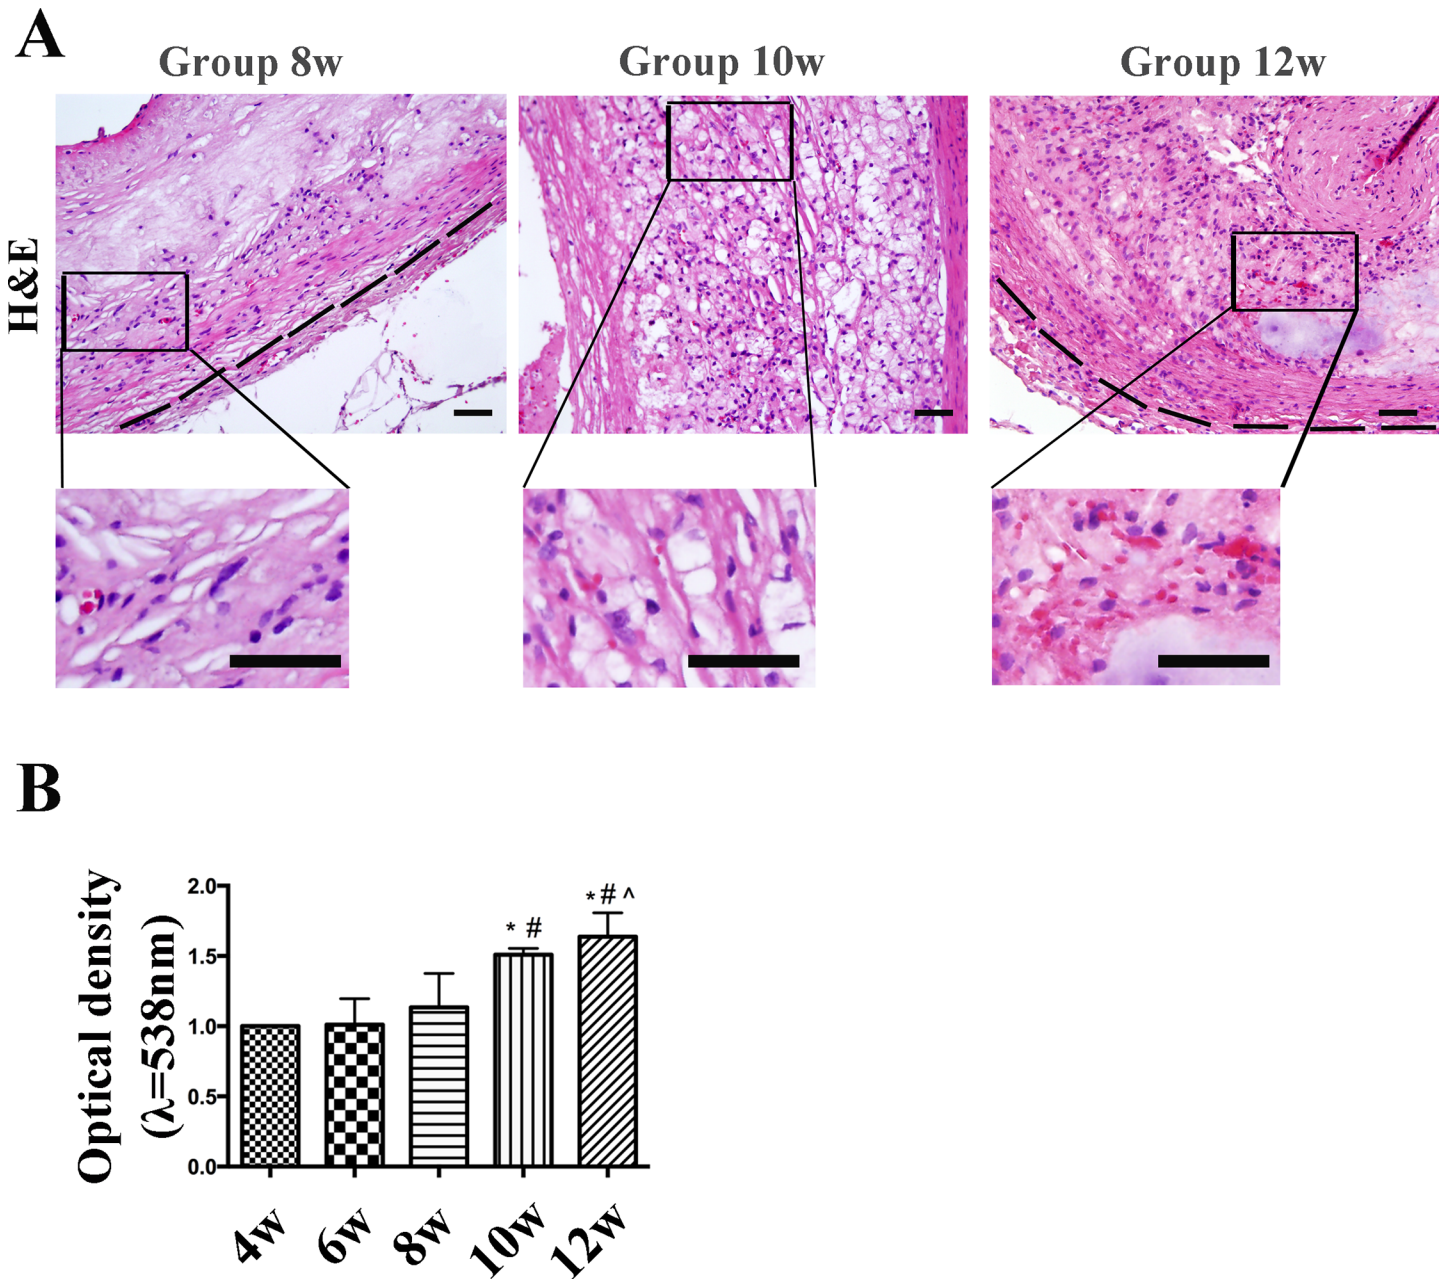 A
Group 8w
Group 10w
Group 12w
H&E
B
Optical density
(λ=538nm)
2.0
1.5
1.0
0.5
0.0
* #
*# ^
4w
6w
8w
10w
12w